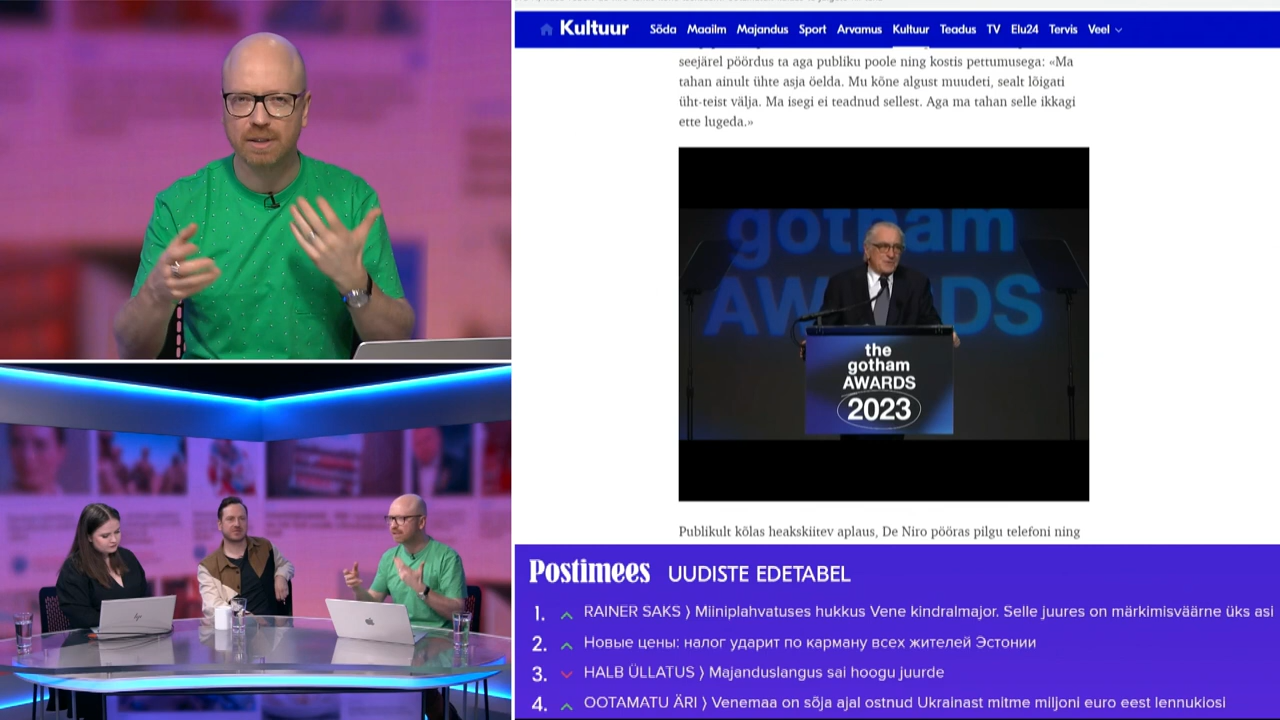 Kultuur Sõda Maailm Majandus Sport Arvamus Kultuur Teadus TV Elu24 Tervis Veel
seejärel pöördus ta aga publiku poole ning kostis pettumusega: «Ma
tahan ainult ühte asja öelda. Mu kõne algust muudeti, sealt lõigati
üht-teist välja. Ma isegi ei teadnud sellest. Aga ma tahan selle ikkagi
ette lugeda.»
gotham
AWARDS
the
gotham
AWARDS
2023
Publikult kõlas heakskiitev aplaus, De Niro pööras pilgu telefoni ning
Postimees UUDISTE EDETABEL
1. RAINER SAKS ⟩ Miiniplahvatuses hukkus Vene kindralmajor. Selle juures on märkimisväärne üks asi
2. Новые цены: налог ударит по карману всех жителей Эстонии
3. HALB ÜLLATUS ⟩ Majanduslangus sai hoogu juurde
4. OOTAMATU ÄRI ⟩ Venemaa on sõja ajal ostnud Ukrainast mitme miljoni euro eest lennukiosi